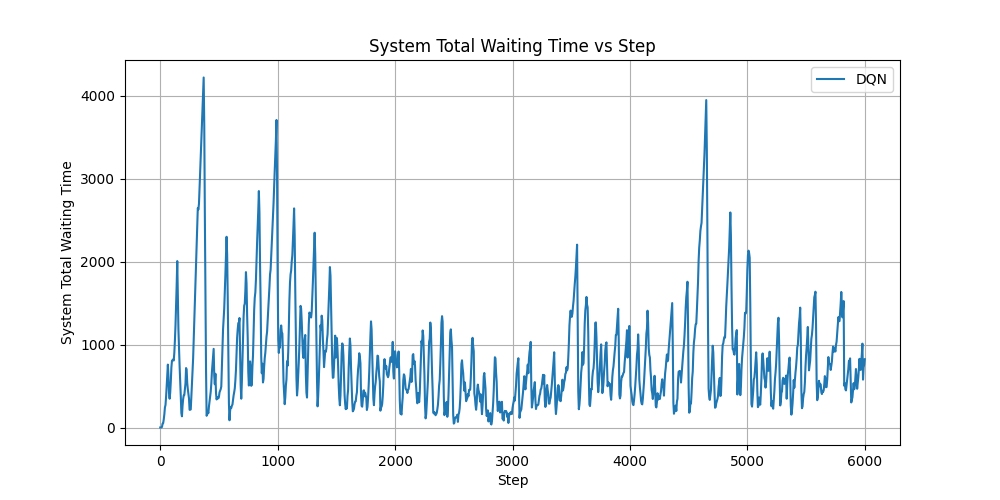 System Total Waiting Time vs Step
DQN
System Total Waiting Time
4000
3000
2000
1000
0
0 1000 2000 3000 4000 5000 6000
Step